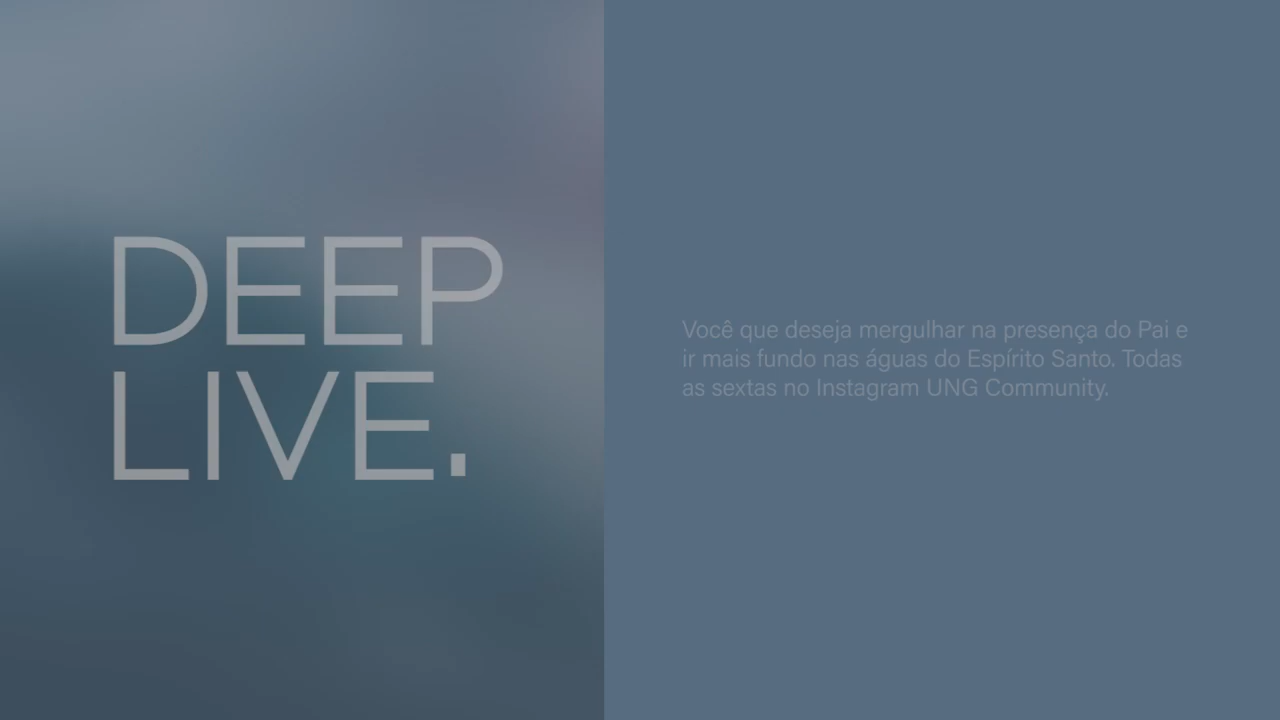 DEEP
LIVE.
Você que deseja mergulhar na presença do Pai e
ir mais fundo nas águas do Espírito Santo. Todas
as sextas no Instagram UNG Community.